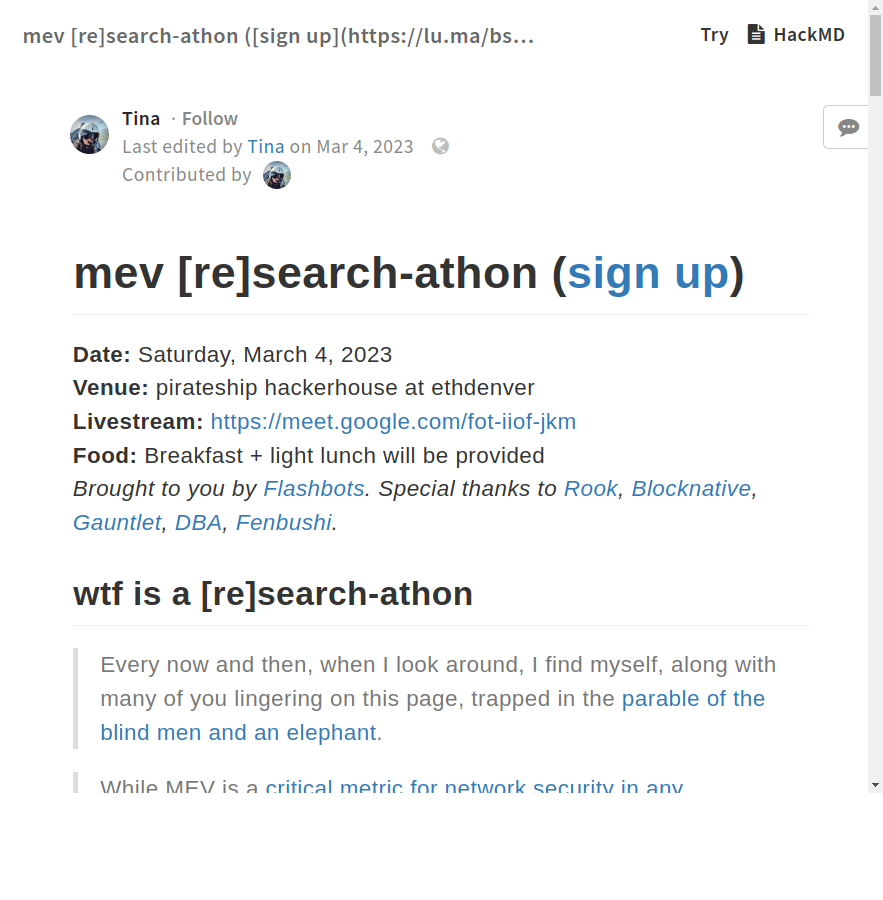 mev [re]search-athon ([sign up](https://lu.ma/bs…
Try HackMD
Tina · Follow
Last edited by Tina on Mar 4, 2023
Contributed by
mev [re]search-athon (sign up)
Date: Saturday, March 4, 2023
Venue: pirateship hackerhouse at ethdenver
Livestream: https://meet.google.com/fot-iiof-jkm
Food: Breakfast + light lunch will be provided
Brought to you by Flashbots. Special thanks to Rook, Blocknative,
Gauntlet, DBA, Fenbushi.
wtf is a [re]search-athon
Every now and then, when I look around, I find myself, along with
many of you lingering on this page, trapped in the parable of the
blind men and an elephant.
While MEV is a critical metric for network security in any